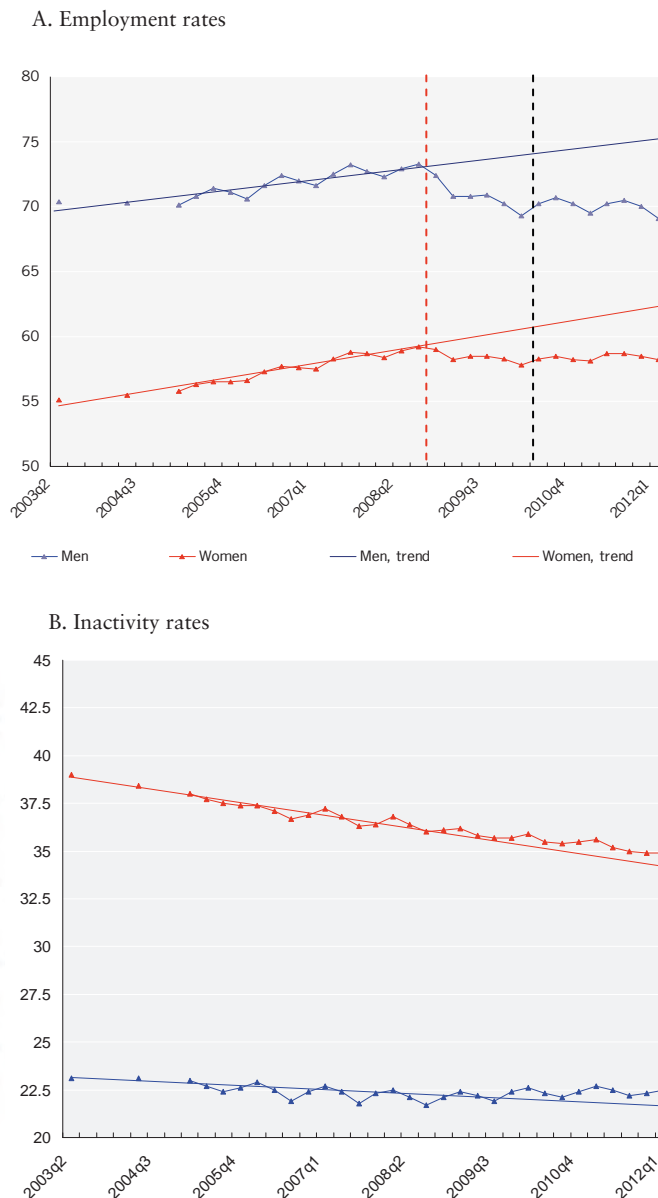 A. Employment rates
80
75
70
65
60
55
50
2003q2
2004q3
2005q4
2007q1
2008q2
2009q3
2010q4
2012q1
Men
Women
Men, trend
Women, trend
B. Inactivity rates
45
42.5
40
37.5
35
32.5
30
27.5
25
22.5
20
2003q2
2004q3
2005q4
2007q1
2008q2
2009q3
2010q4
2012q1